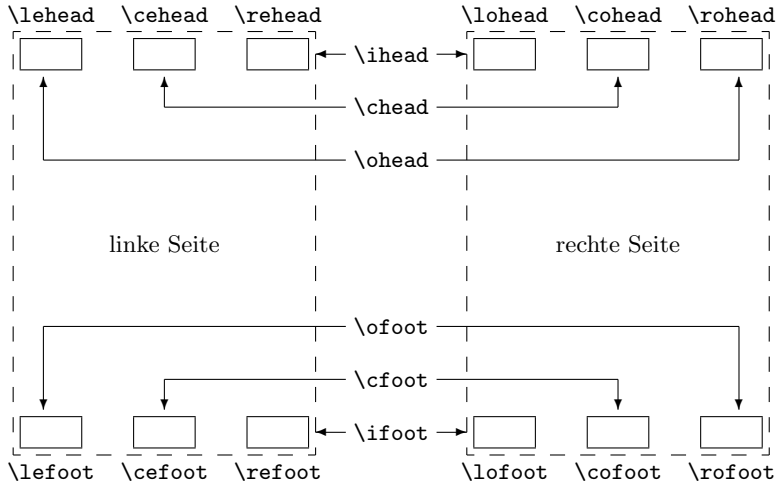 \lehead \cehead \rehead \lohead \cohead \rohead
\ihead
\chead
\ohead
linke Seite rechte Seite
\ofoot
\cfoot
\ifoot
\lefoot \cefoot \refoot \lofoot \cofoot \rofoot